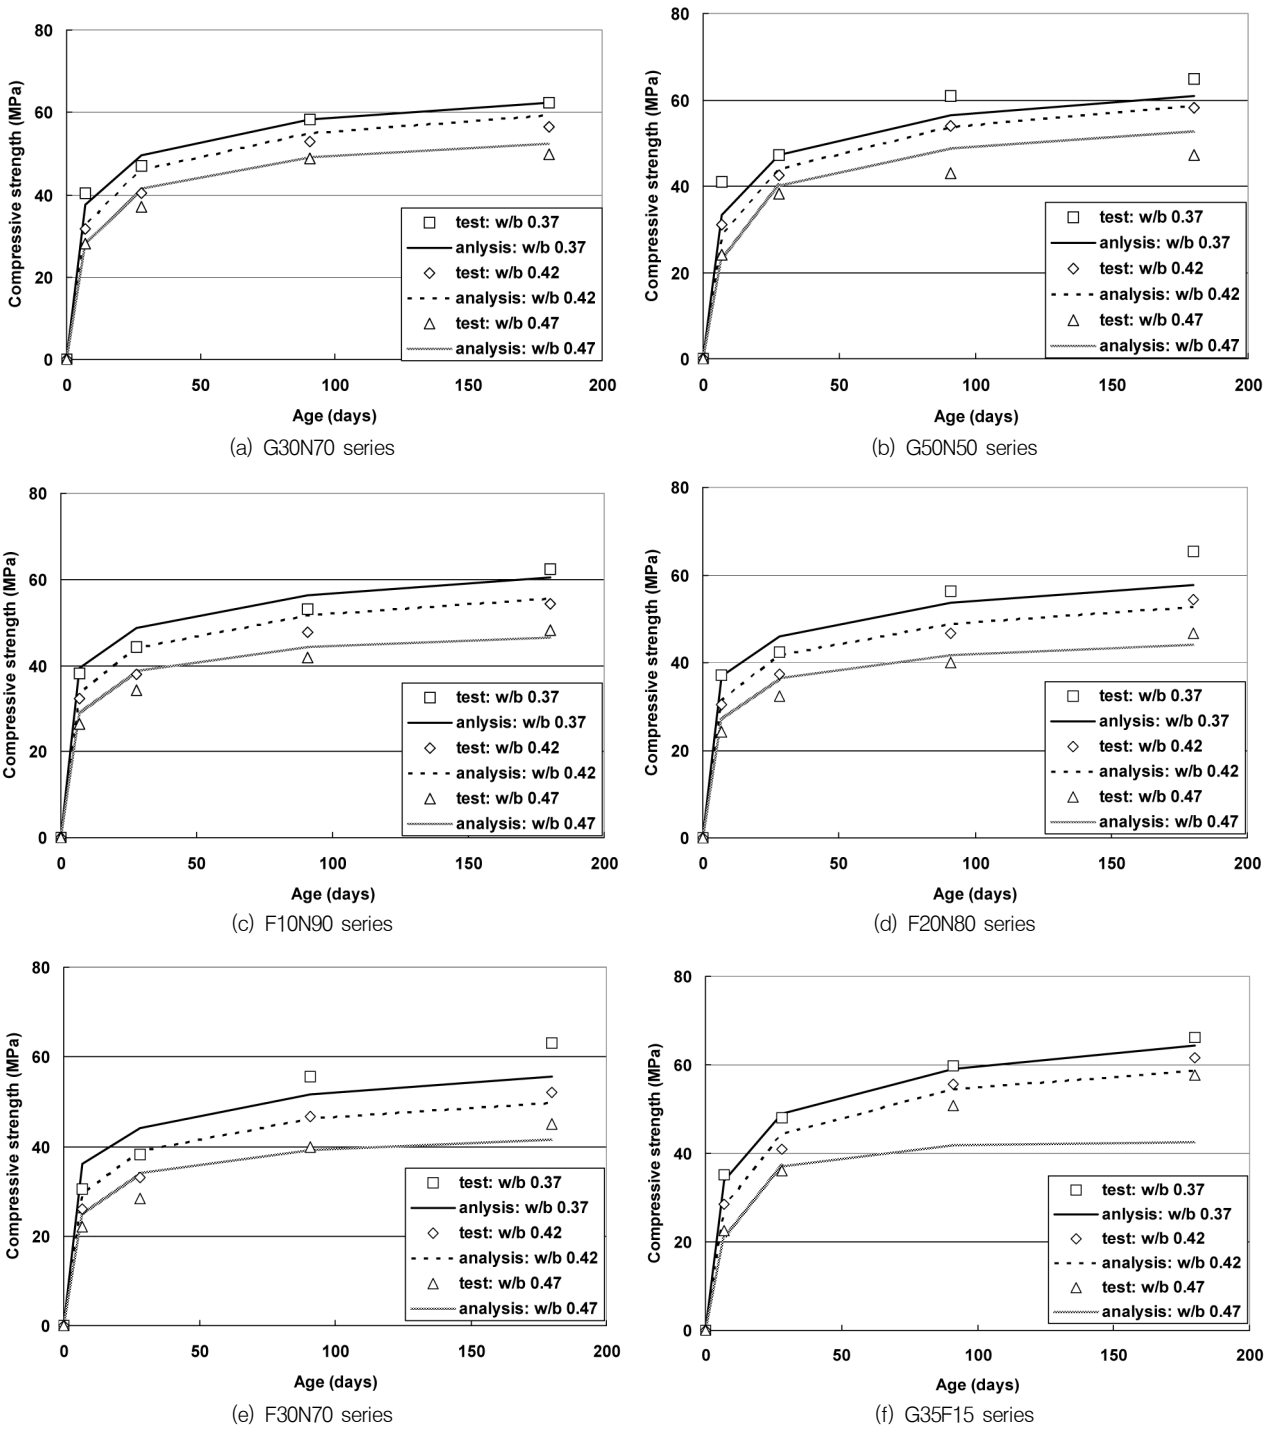 80
60
40
20
0
0 50 100 150 200
Compressive strength (MPa)
Age (days)
test: w/b 0.37
anlysis: w/b 0.37
test: w/b 0.42
analysis: w/b 0.42
test: w/b 0.47
analysis: w/b 0.47
(a) G30N70 series
80
60
40
20
0
0 50 100 150 200
Compressive strength (MPa)
Age (days)
test: w/b 0.37
anlysis: w/b 0.37
test: w/b 0.42
analysis: w/b 0.42
test: w/b 0.47
analysis: w/b 0.47
(b) G50N50 series
80
60
40
20
0
0 50 100 150 200
Compressive strength (MPa)
Age (days)
test: w/b 0.37
anlysis: w/b 0.37
test: w/b 0.42
analysis: w/b 0.42
test: w/b 0.47
analysis: w/b 0.47
(c) F10N90 series
80
60
40
20
0
0 50 100 150 200
Compressive strength (MPa)
Age (days)
test: w/b 0.37
anlysis: w/b 0.37
test: w/b 0.42
analysis: w/b 0.42
test: w/b 0.47
analysis: w/b 0.47
(d) F20N80 series
80
60
40
20
0
0 50 100 150 200
Compressive strength (MPa)
Age (days)
test: w/b 0.37
anlysis: w/b 0.37
test: w/b 0.42
analysis: w/b 0.42
test: w/b 0.47
analysis: w/b 0.47
(e) F30N70 series
80
60
40
20
0
0 50 100 150 200
Compressive strength (MPa)
Age (days)
test: w/b 0.37
anlysis: w/b 0.37
test: w/b 0.42
analysis: w/b 0.42
test: w/b 0.47
analysis: w/b 0.47
(f) G35F15 series